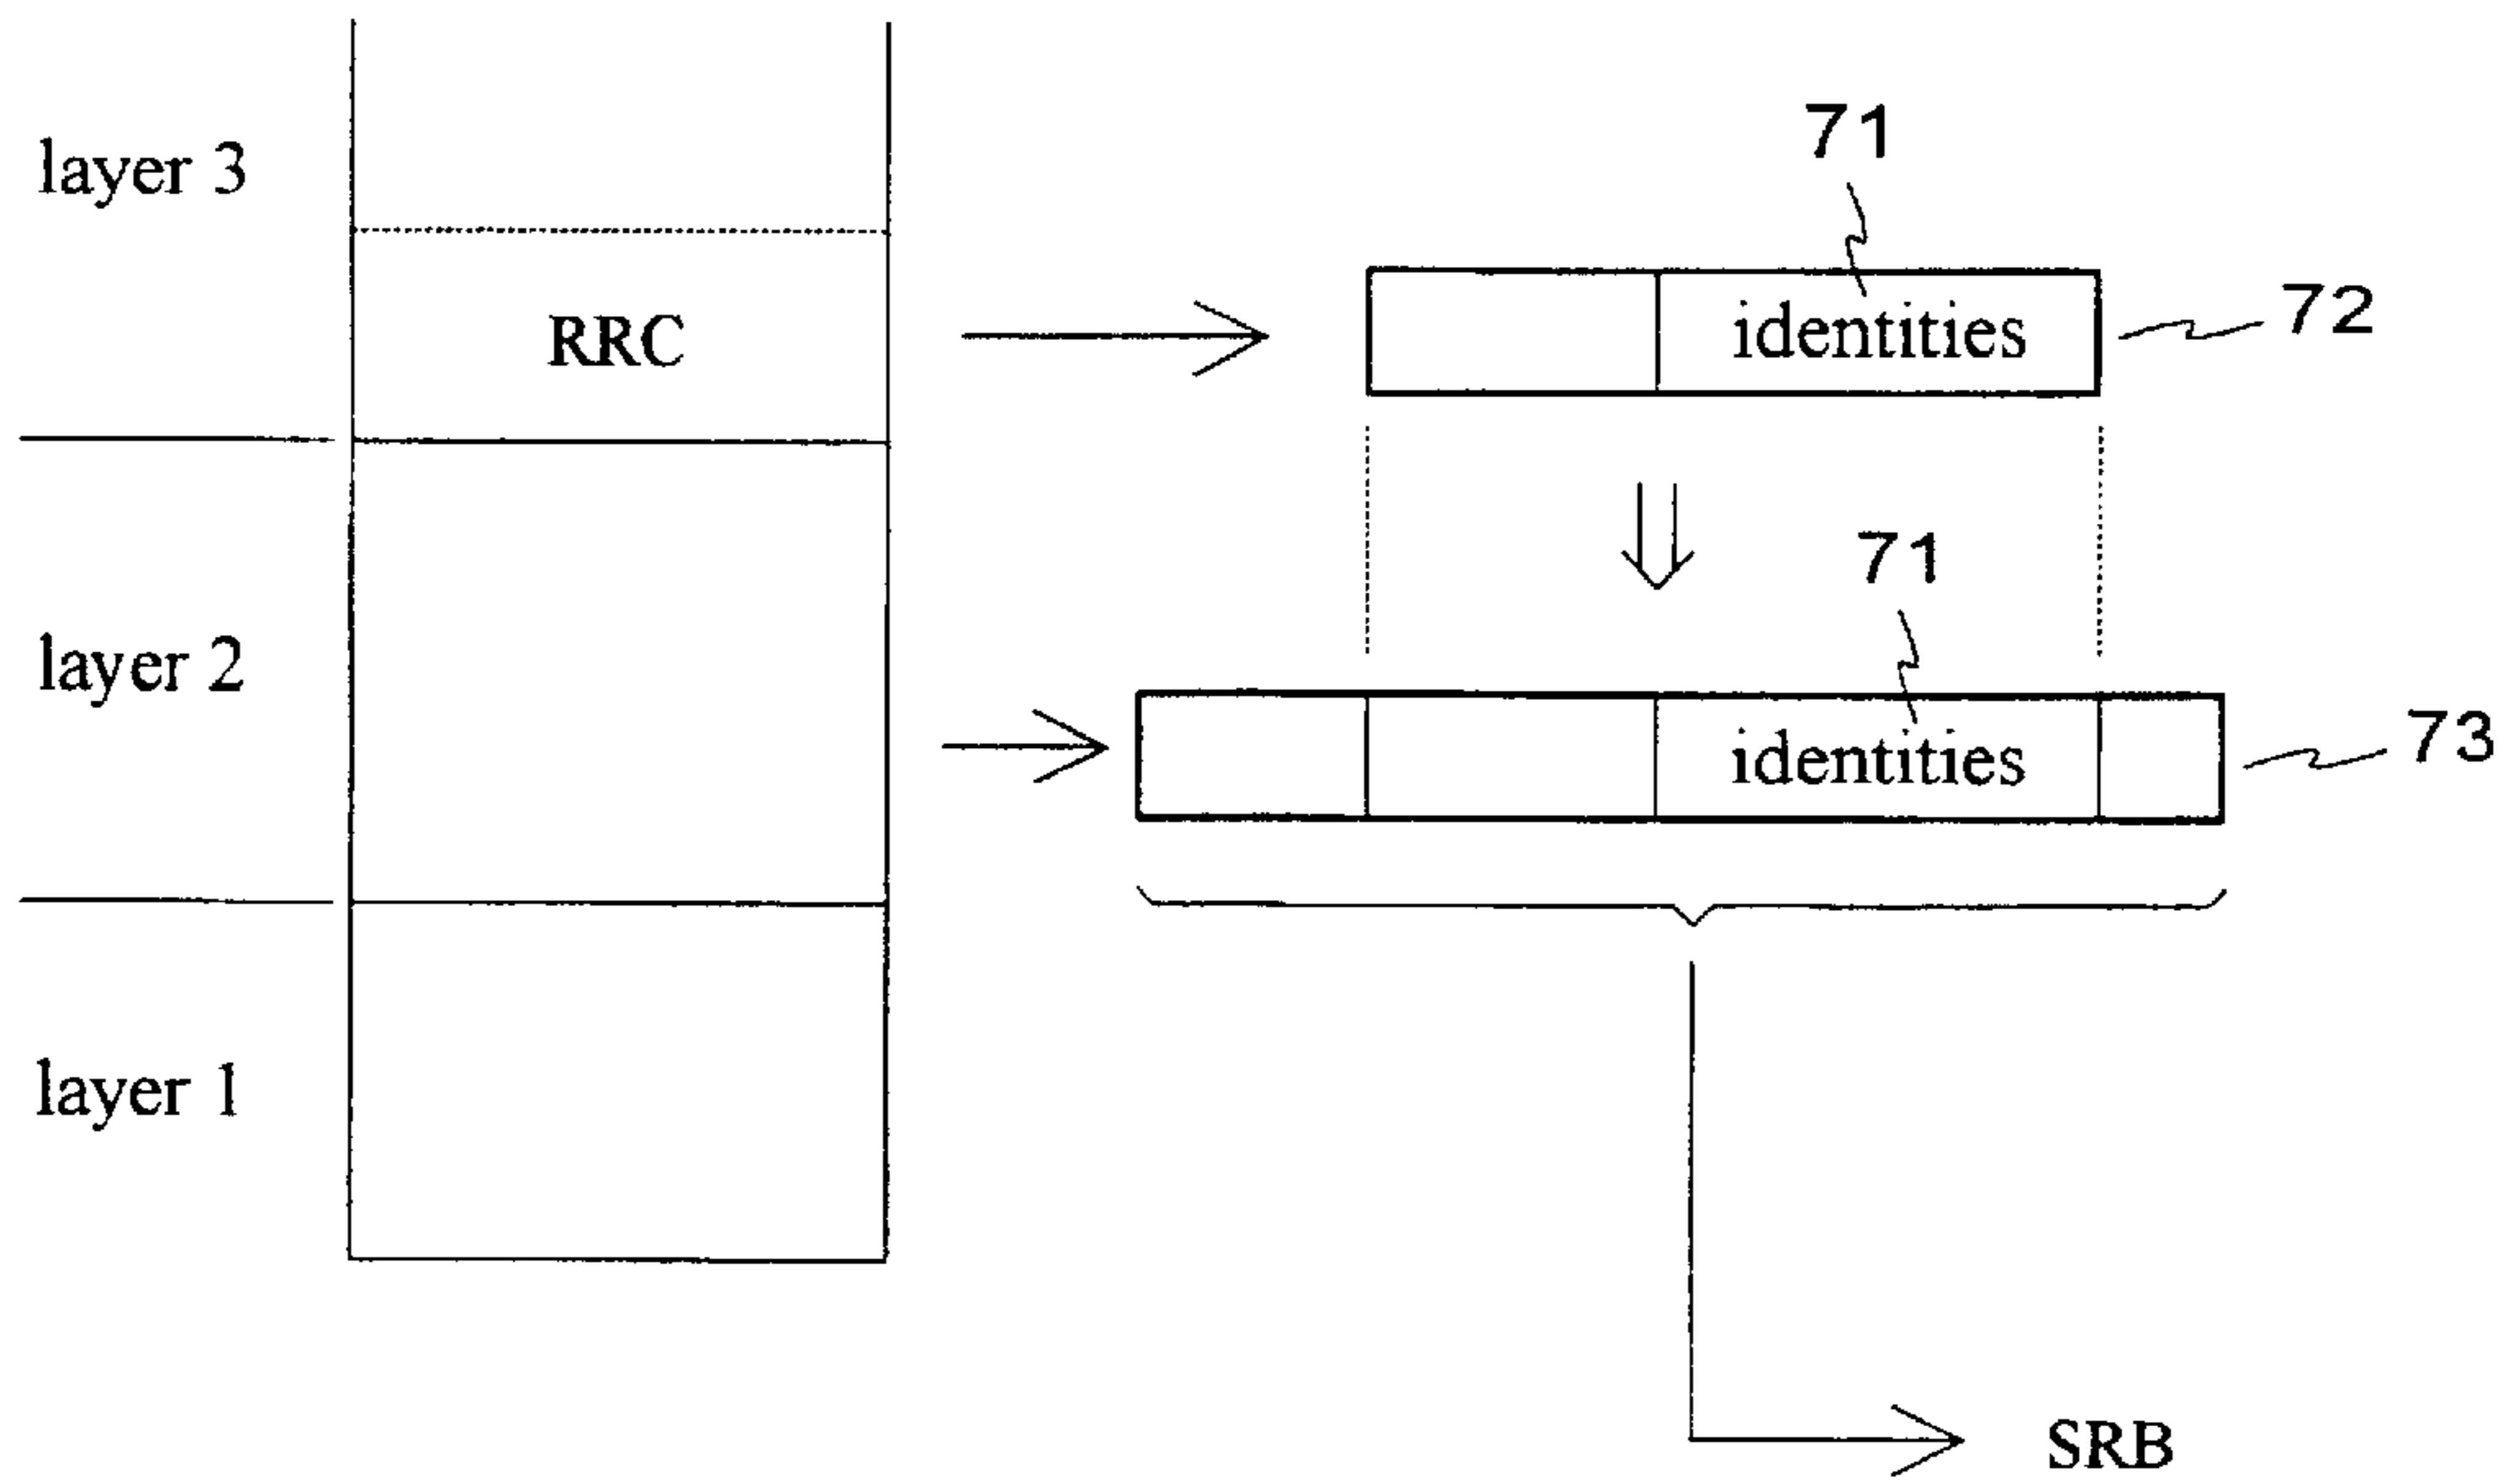 71
layer 3
72
RRC
identities
71
layer 2
73
identities
layer 1
SRB